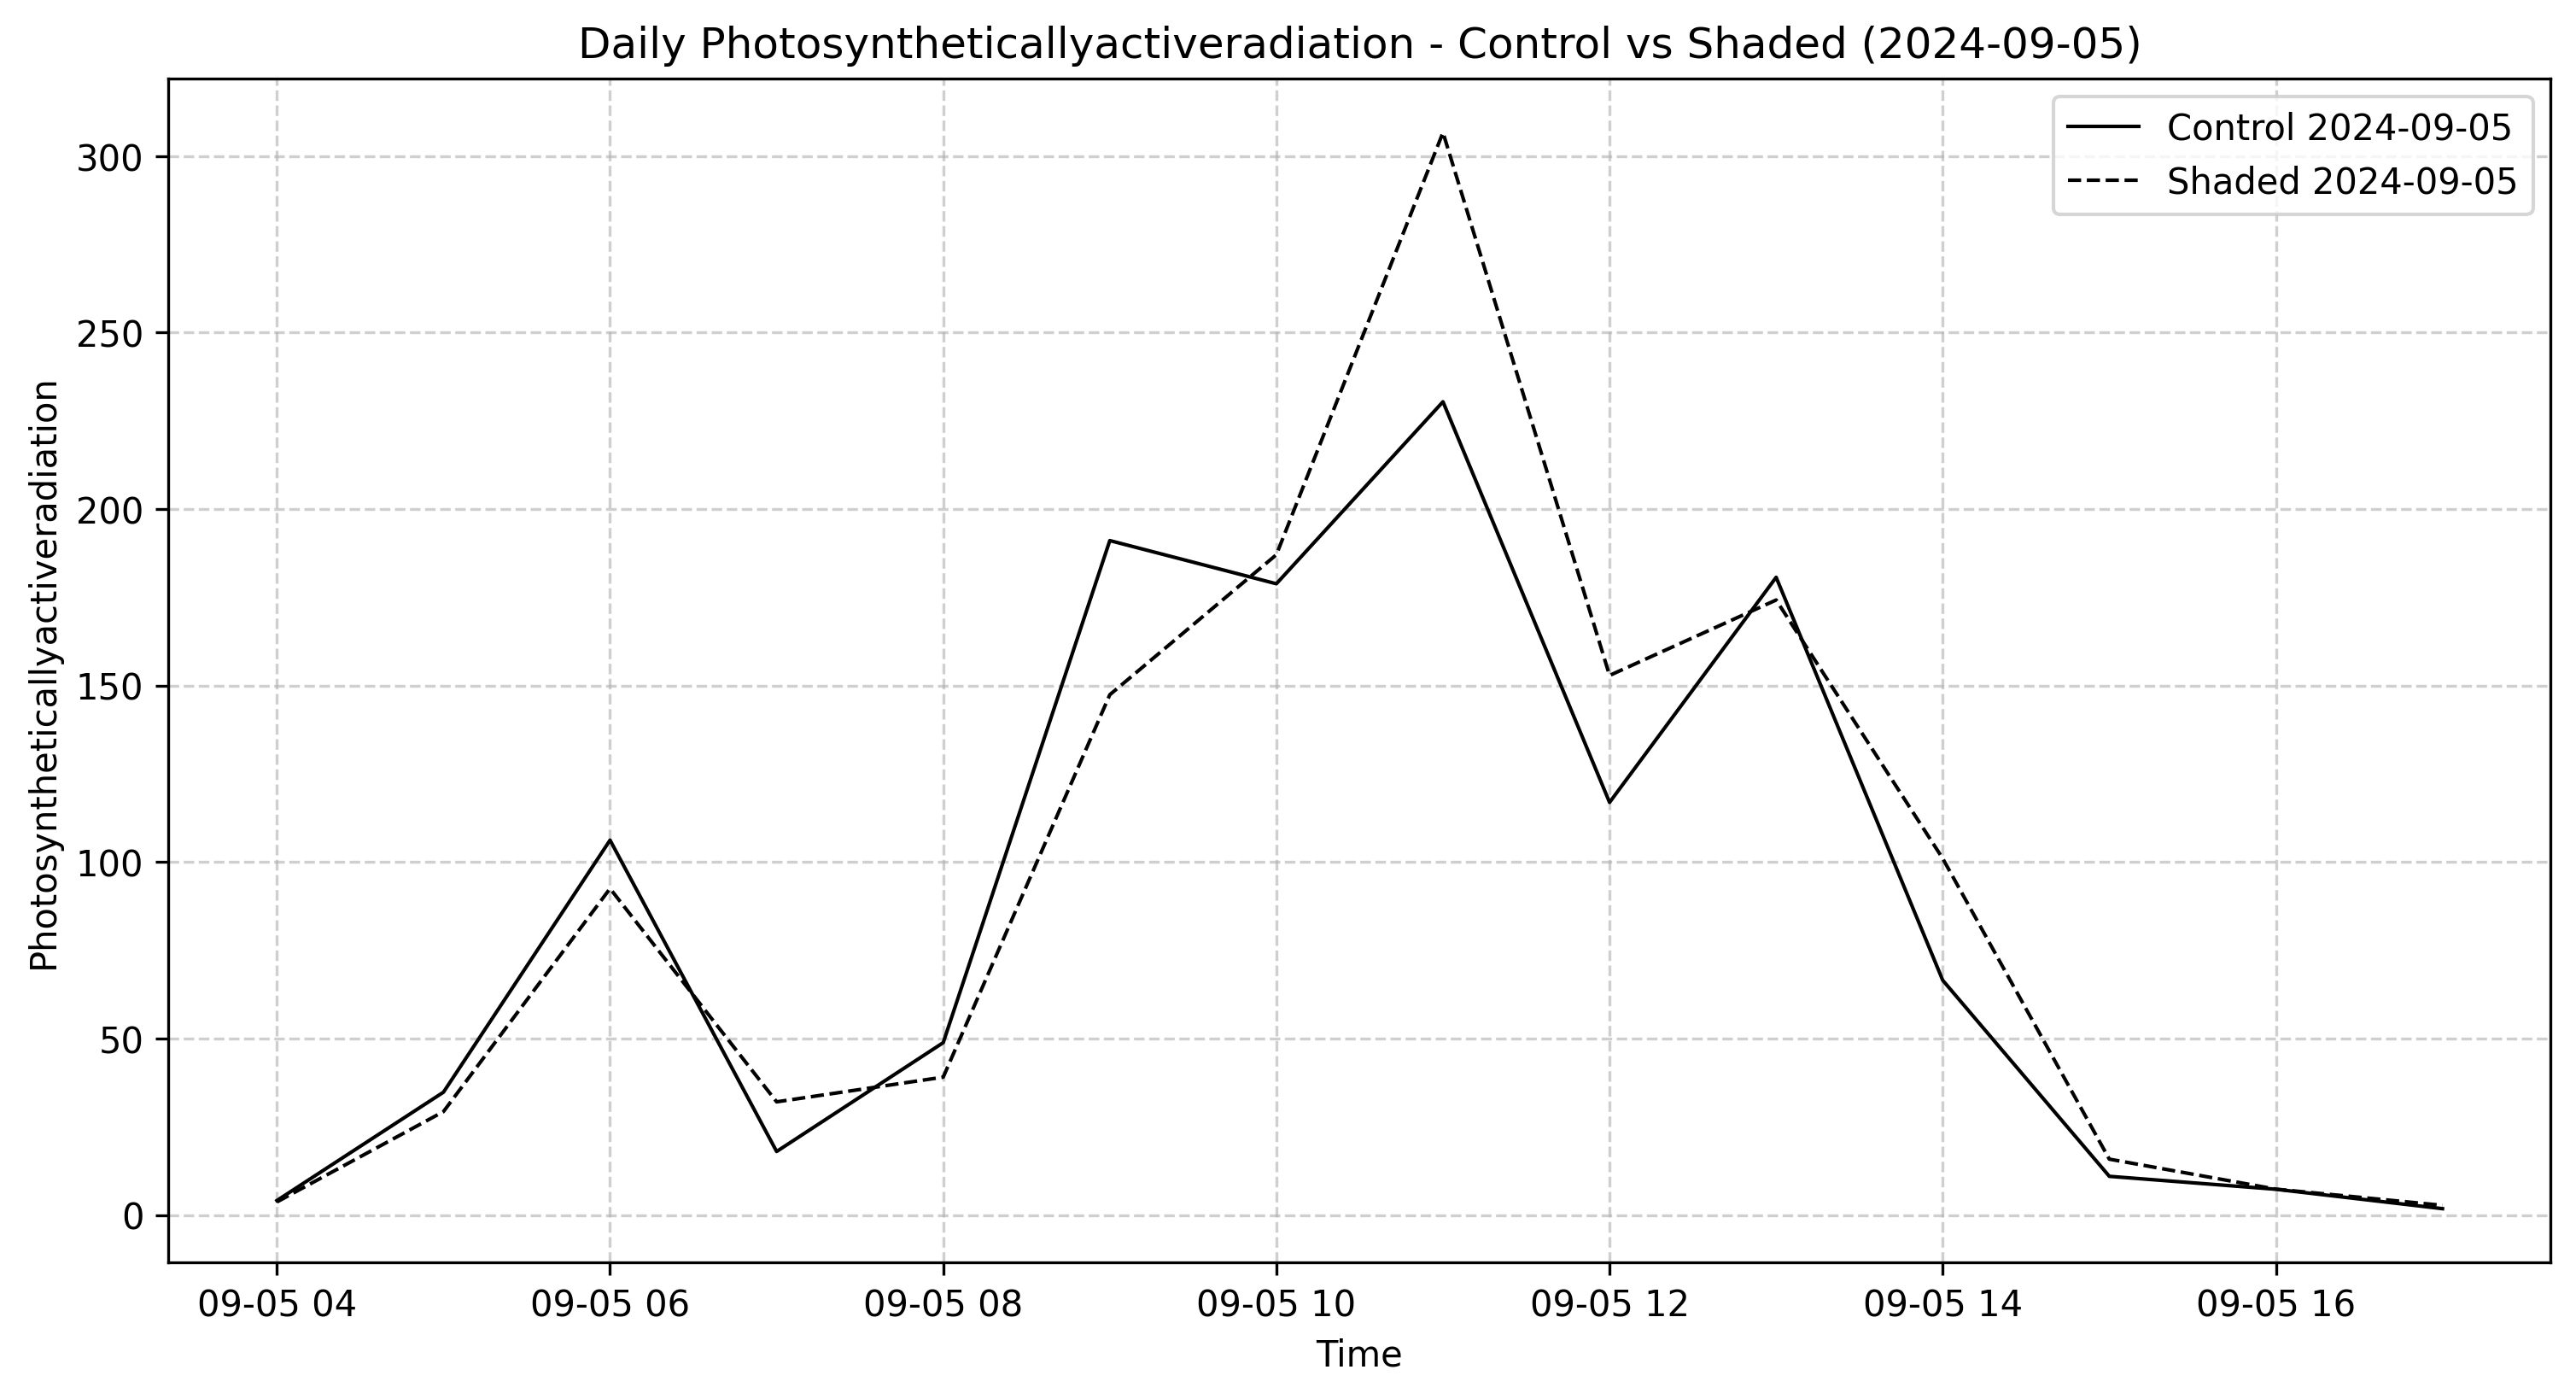 Daily Photosyntheticallyactiveradiation - Control vs Shaded (2024-09-05)
Control 2024-09-05
Shaded 2024-09-05
Photosyntheticallyactiveradiation
300
250
200
150
100
50
0
09-05 04 09-05 06 09-05 08 09-05 10 09-05 12 09-05 14 09-05 16
Time